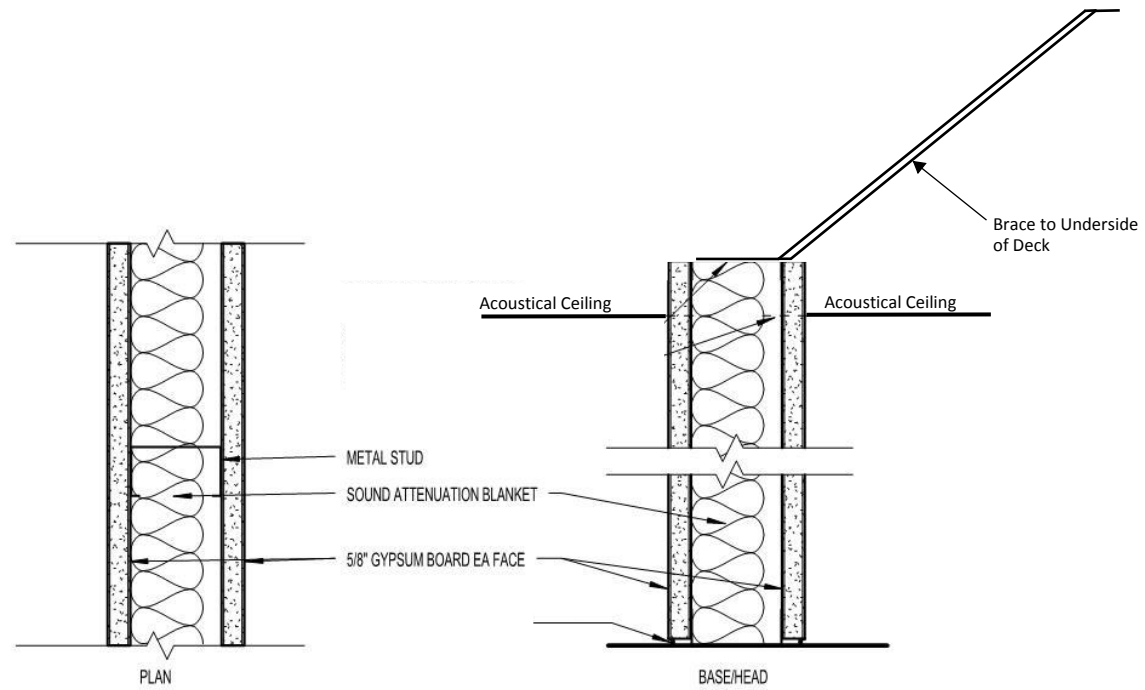 Brace to Underside
of Deck
Acoustical Ceiling
Acoustical Ceiling
METAL STUD
SOUND ATTENUATION BLANKET
5/8" GYPSUM BOARD EA FACE
PLAN
BASE/HEAD